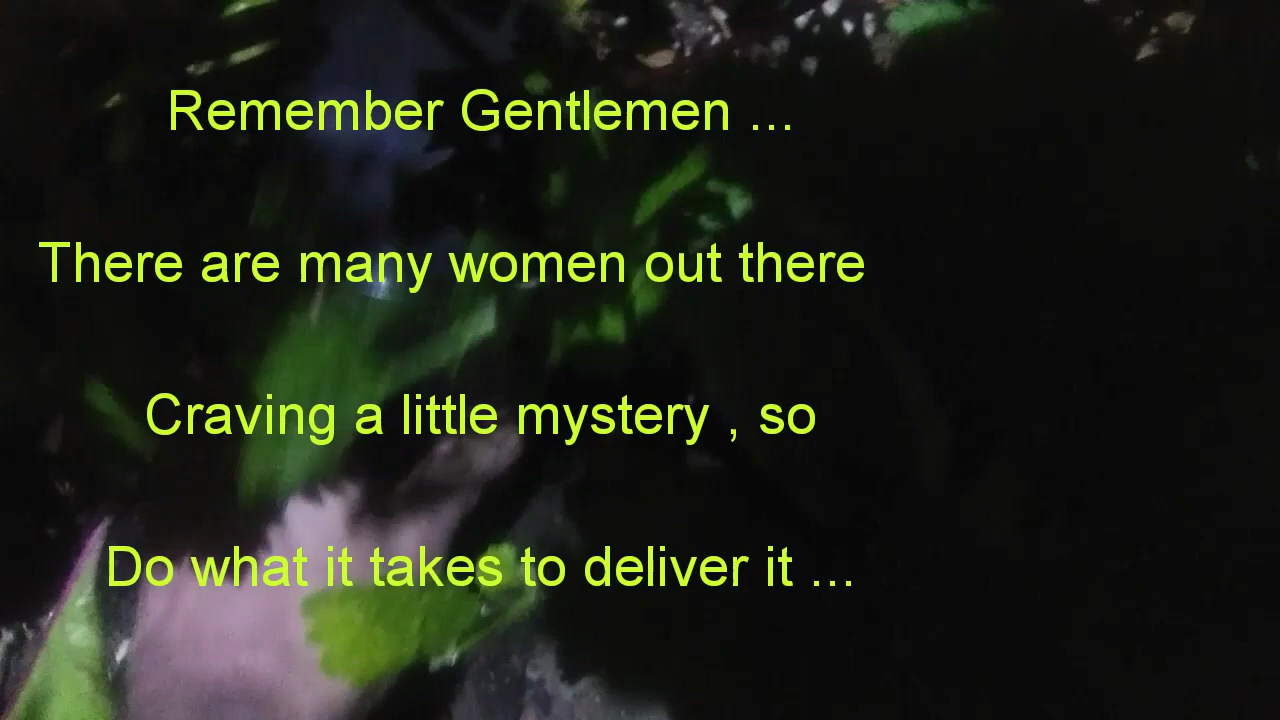 Remember Gentlemen ...
There are many women out there
Craving a little mystery , so
Do what it takes to deliver it ...